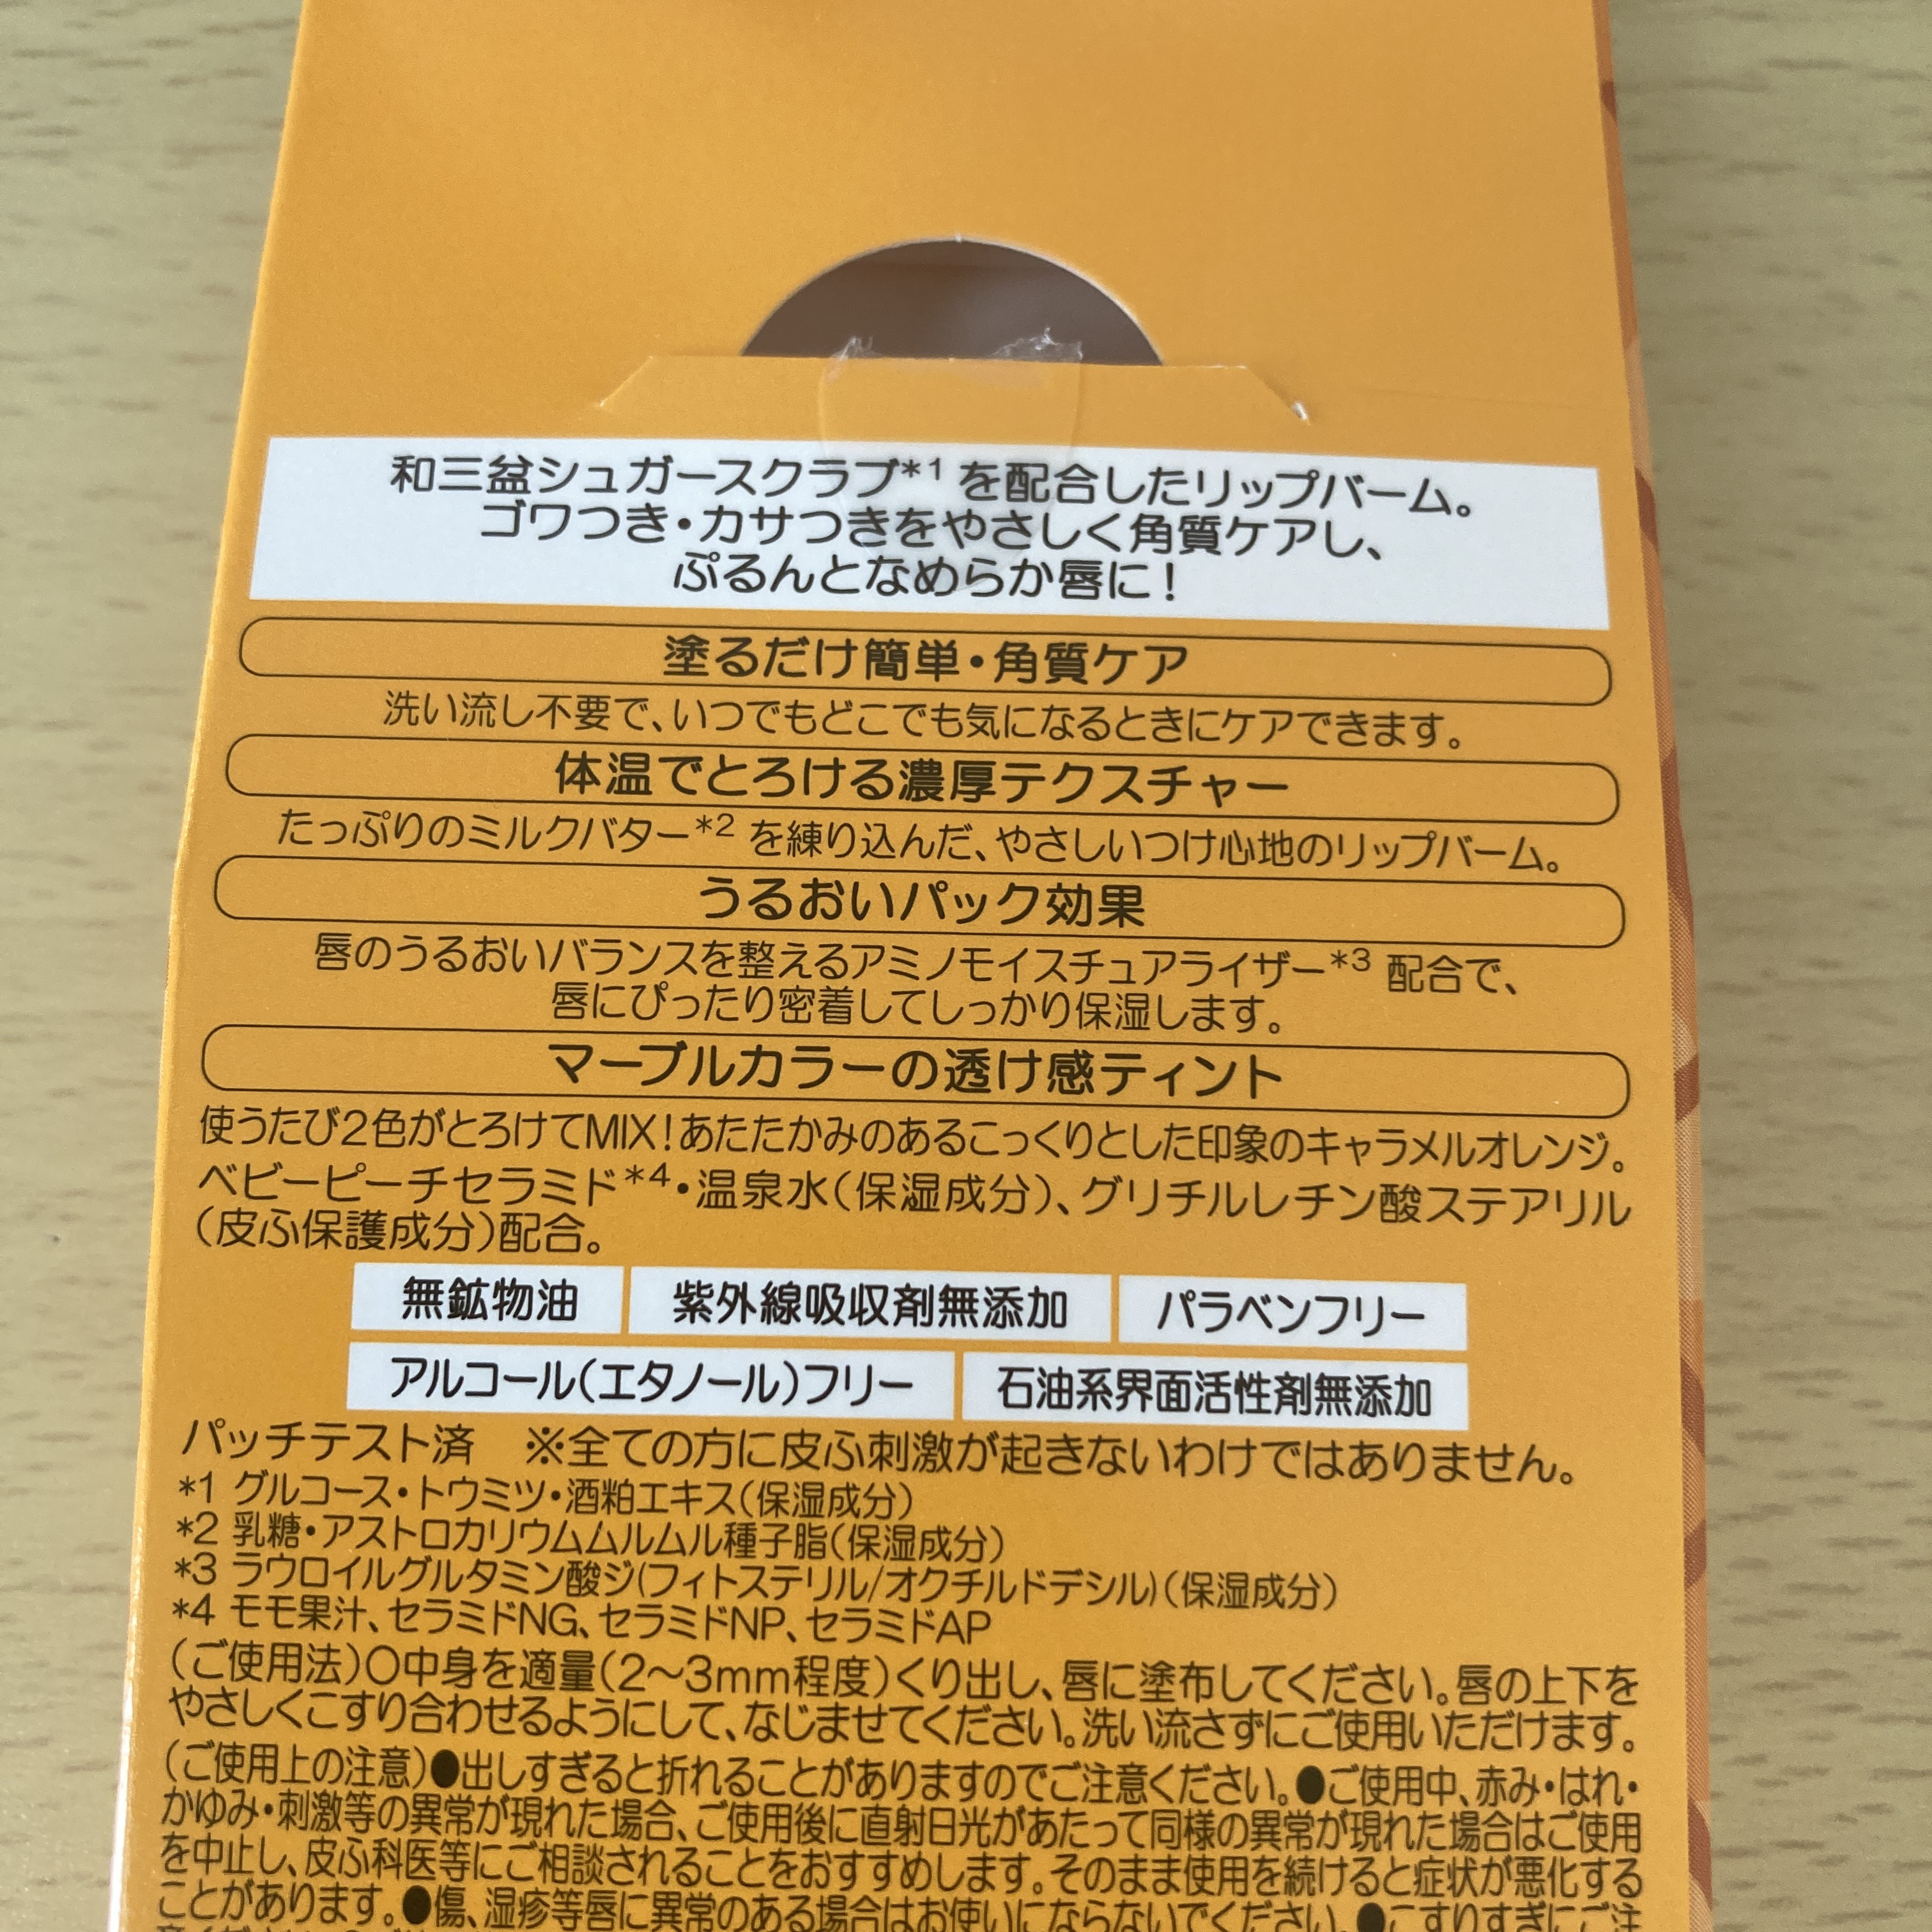 和三盆シュガースクラブ*1 を配合したリップバーム。
ゴワつき・カサつきをやさしく角質ケアし、
ぷるんとなめらか唇に!
塗るだけ簡単・角質ケア
洗い流し不要で、いつでもどこでも気になるときにケアできます。
体温でとろける濃厚テクスチャー
たっぷりのミルクバター*2 を練り込んだ、やさしいつけ心地のリップバーム。
うるおいパック効果
唇のうるおいバランスを整えるアミノモイスチュアライザー*3 配合で、
唇にぴったり密着してしっかり保湿します。
マーブルカラーの透け感ティント
使うたび2色がとろけてMIX!あたたかみのあるこっくりとした印象のキャラメルオレンジ。
ベビーピーチセラミド*4・温泉水(保湿成分)、グリチルレチン酸ステアリル
(皮ふ保護成分)配合。
無鉱物油 紫外線吸収剤無添加 パラベンフリー
アルコール(エタノール)フリー 石油系界面活性剤無添加
パッチテスト済 ※全ての方に皮ふ刺激が起きないわけではありません。
*1 グルコース・トウミツ・酒粕エキス(保湿成分)
*2 乳糖・アストロカリウムムルムル種子脂(保湿成分)
*3 ラウロイルグルタミン酸ジ(フィトステリル/オクチルドデシル)(保湿成分)
*4 モモ果汁、セラミドNG、セラミドNP、セラミドAP
(ご使用法)○中身を適量(2〜3mm程度)くり出し、唇に塗布してください。唇の上下を
やさしくこすり合わせるようにして、なじませてください。洗い流さずにご使用いただけます。
(ご使用上の注意)●出しすぎると折れることがありますのでご注意ください。●ご使用中、赤み・はれ・
かゆみ・刺激等の異常が現れた場合、ご使用後に直射日光があたって同様の異常が現れた場合はご使用
を中止し、皮ふ科医等にご相談されることをおすすめします。そのまま使用を続けると症状が悪化する
ことがあります。●傷、湿疹等唇に異常のある場合はお使いにならないでください。●こすりすぎにご注